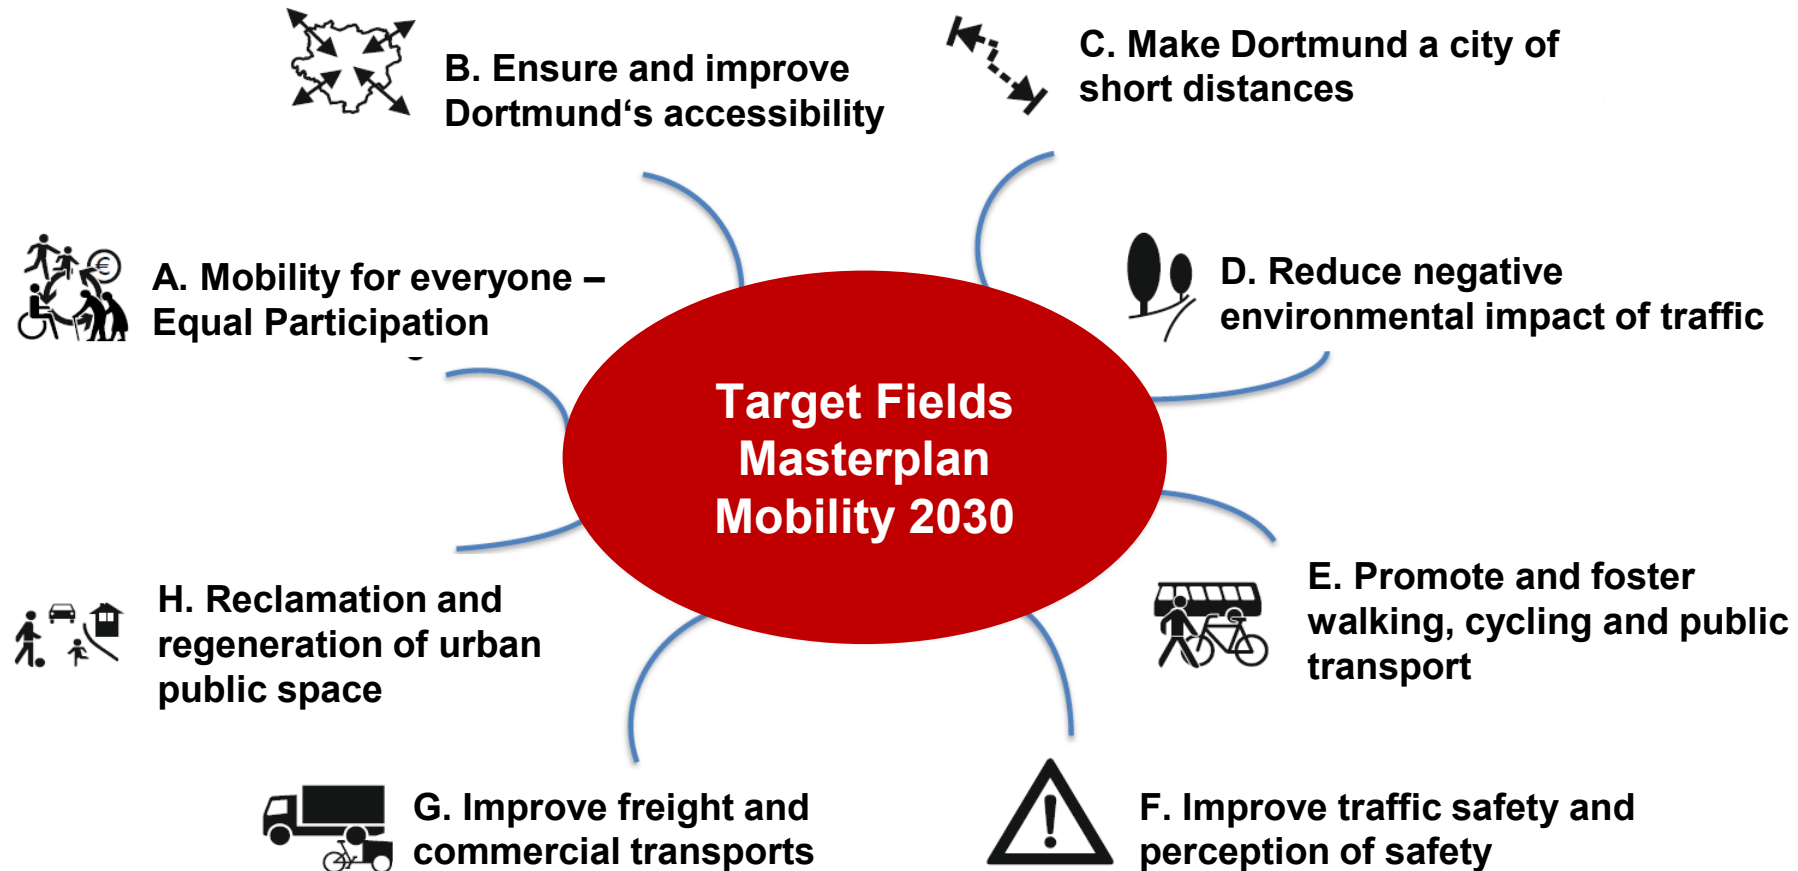 B. Ensure and improve
Dortmund‘s accessibility
C. Make Dortmund a city of
short distances
A. Mobility for everyone –
Equal Participation
D. Reduce negative
environmental impact of traffic
Target Fields
Masterplan
Mobility 2030
H. Reclamation and
regeneration of urban
public space
E. Promote and foster
walking, cycling and public
transport
G. Improve freight and
commercial transports
F. Improve traffic safety and
perception of safety
€